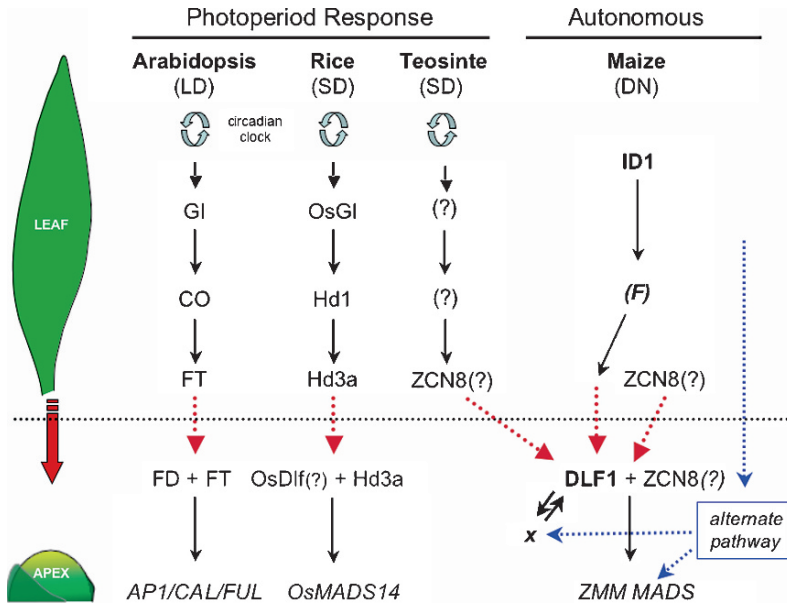 Photoperiod Response
Autonomous
Arabidopsis
Rice
Teosinte
Maize
(LD)
(SD)
(SD)
(DN)
circadian
clock
ID1
LEAF
GI
OsGI
(?)
CO
Hd1
(?)
(F)
FT
Hd3a
ZCN8(?)
ZCN8(?)
FD + FT
OsDlf(?) + Hd3a
DLF1 + ZCN8(?)
x
alternate
pathway
APEX
AP1/CAL/FUL
OsMADS14
ZMM MADS